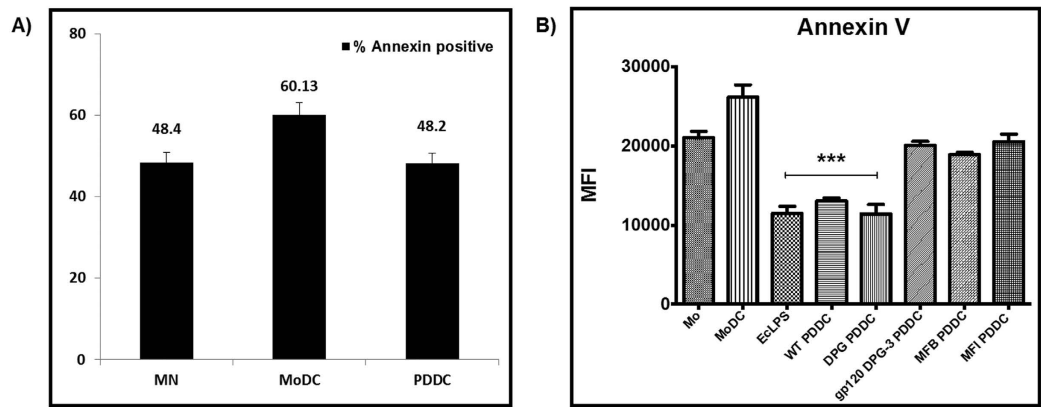 A)
80
60
40
20
0
% Annexin positive
48.4
60.13
48.2
MN MoDC PDDC
B)
Annexin V
MFI
30000
20000
10000
0
***
Mo MoDC EcLPS WT PDDC DPG PDDC gp120 DPG-3 PDDC MFB PDDC MFI PDDC